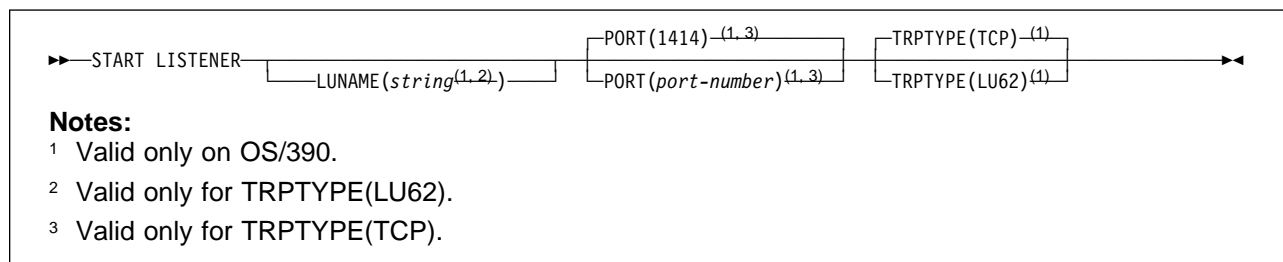 PORT(1414) (1, 3) TRPTYPE(TCP) (1)
START LISTENER
LUNAME(string(1, 2)) PORT(port-number)(1, 3) TRPTYPE(LU62)(1)
Notes:
1 Valid only on OS/390.
2 Valid only for TRPTYPE(LU62).
3 Valid only for TRPTYPE(TCP).